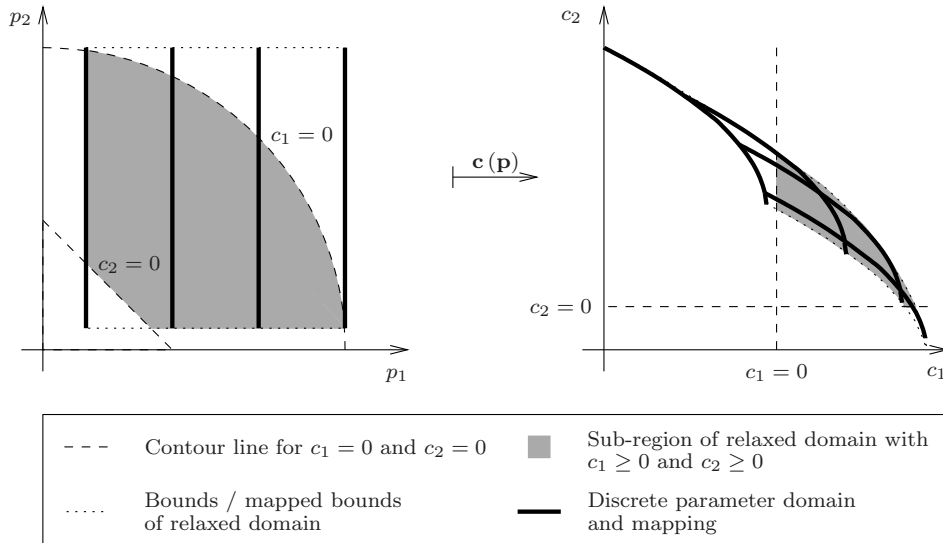 p₂
c₁ = 0
c₂ = 0
p₁
c (p)
c₂
c₂ = 0
c₁ = 0
c₁
Contour line for c₁ = 0 and c₂ = 0
Bounds / mapped bounds
of relaxed domain
Sub-region of relaxed domain with
c₁ ≥ 0 and c₂ ≥ 0
Discrete parameter domain
and mapping